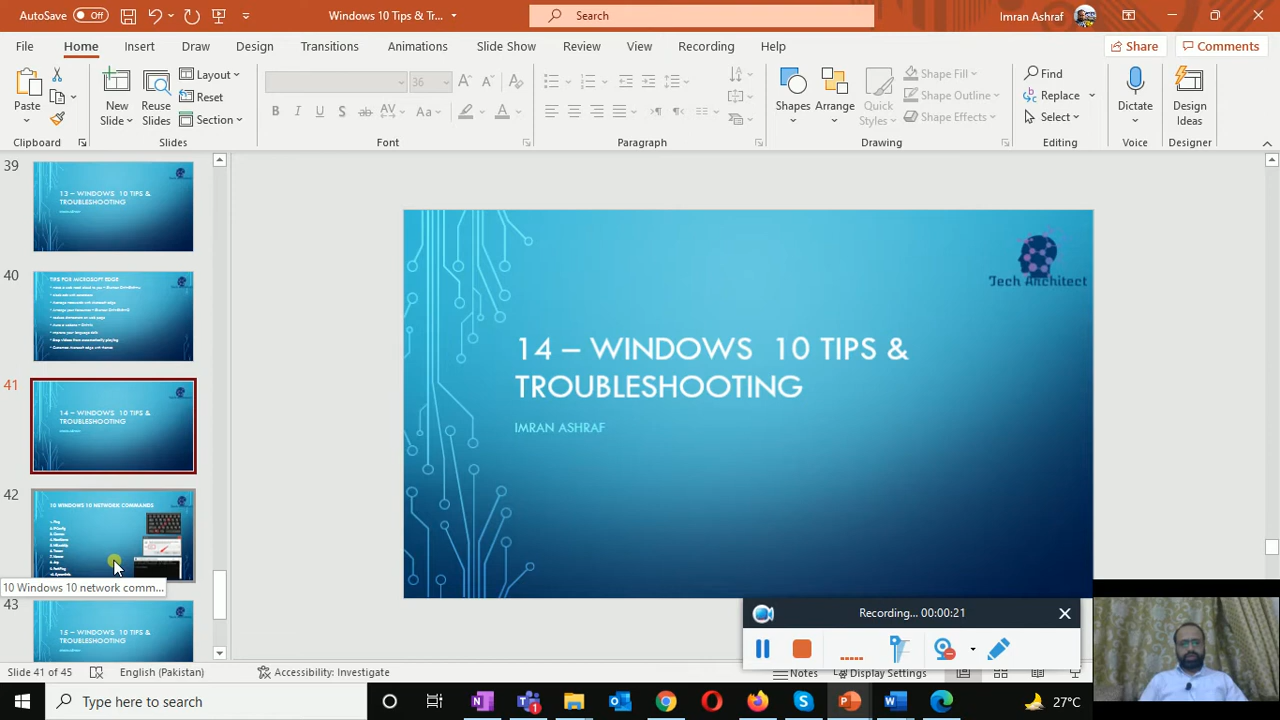 AutoSave Off
Windows 10 Tips & Tr...
Search
Imran Ashraf
File Home Insert Draw Design Transitions Animations Slide Show Review View Recording Help
Share
Comments
Paste
New
Slide
Reuse
Slides
Layout
Reset
Section
36
Aa
Shapes
Arrange
Quick
Styles
Shape Fill
Shape Outline
Shape Effects
Find
Replace
Select
Dictate
Design
Ideas
Clipboard
Slides
Font
Paragraph
Drawing
Editing
Voice
Designer
39
13 – WINDOWS 10 TIPS &
TROUBLESHOOTING
40
TIPS FOR MICROSOFT EDGE
41
14 – WINDOWS 10 TIPS &
TROUBLESHOOTING
42
10 WINDOWS 10 NETWORK COMMANDS
10 Windows 10 network comm...
43
15 – WINDOWS 10 TIPS &
TROUBLESHOOTING
Tech Architect
14 – WINDOWS 10 TIPS &
TROUBLESHOOTING
IMRAN ASHRAF
Recording... 00:00:21
Slide 41 of 45
English (Pakistan)
Accessibility: Investigate
Notes
Display Settings
Type here to search
27°C